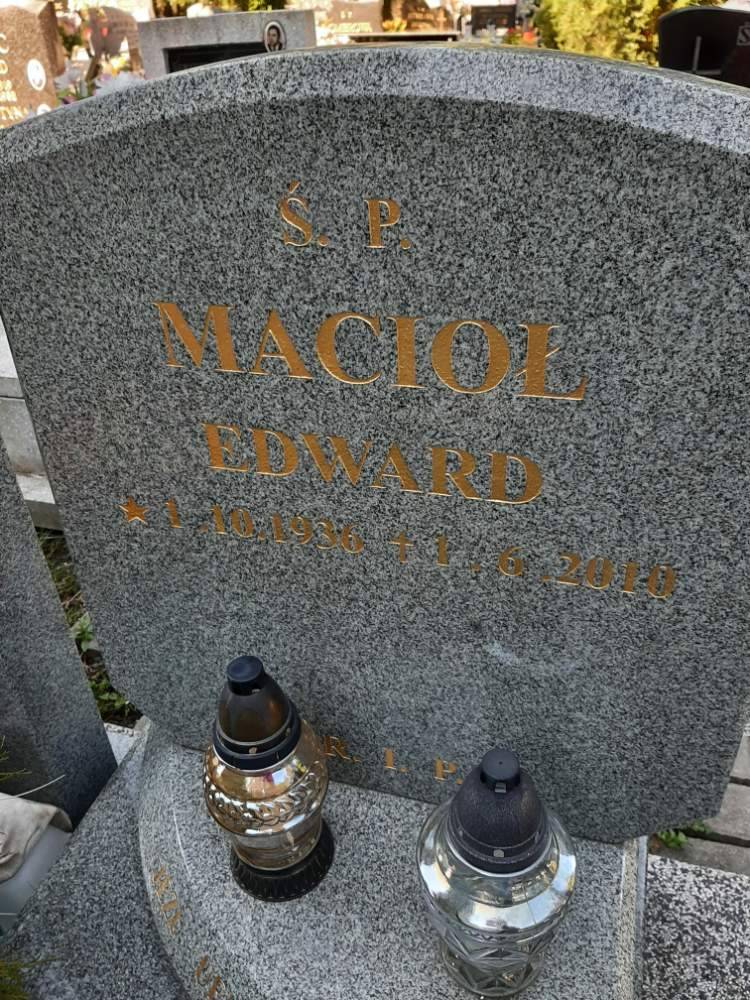 Ś. P.
MACIOŁ
EDWARD
★ 1.10.1936 ✝ 1.6.2010
R. I. P.